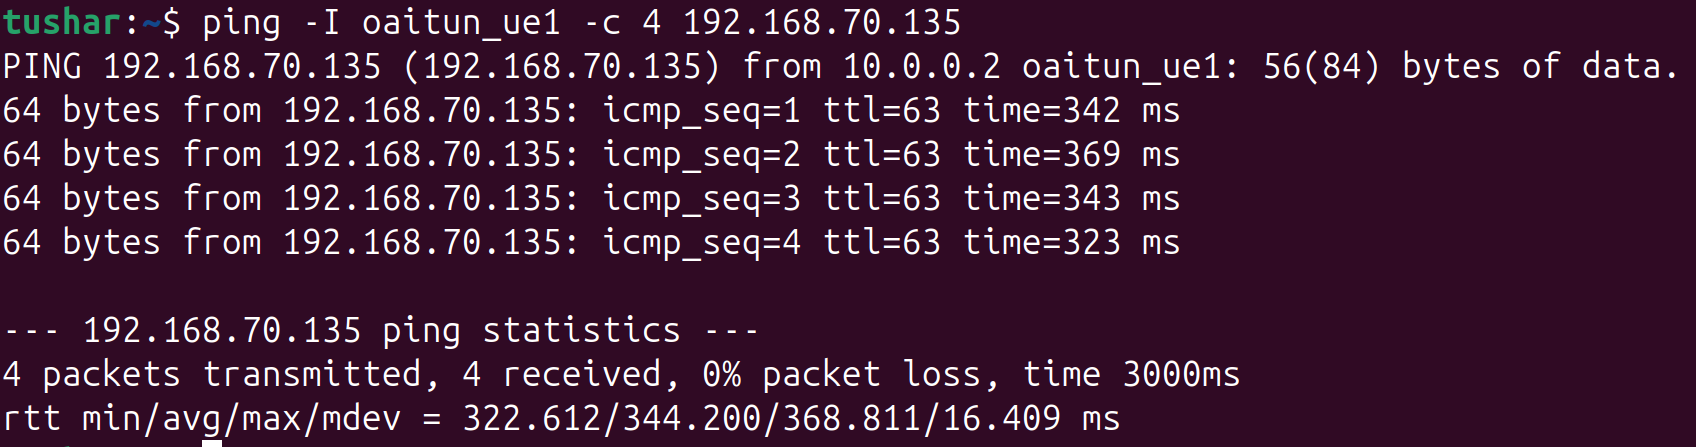 tushar:~$ ping -I oaitun_ue1 -c 4 192.168.70.135
PING 192.168.70.135 (192.168.70.135) from 10.0.0.2 oaitun_ue1: 56(84) bytes of data.
64 bytes from 192.168.70.135: icmp_seq=1 ttl=63 time=342 ms
64 bytes from 192.168.70.135: icmp_seq=2 ttl=63 time=369 ms
64 bytes from 192.168.70.135: icmp_seq=3 ttl=63 time=343 ms
64 bytes from 192.168.70.135: icmp_seq=4 ttl=63 time=323 ms

--- 192.168.70.135 ping statistics ---
4 packets transmitted, 4 received, 0% packet loss, time 3000ms
rtt min/avg/max/mdev = 322.612/344.200/368.811/16.409 ms